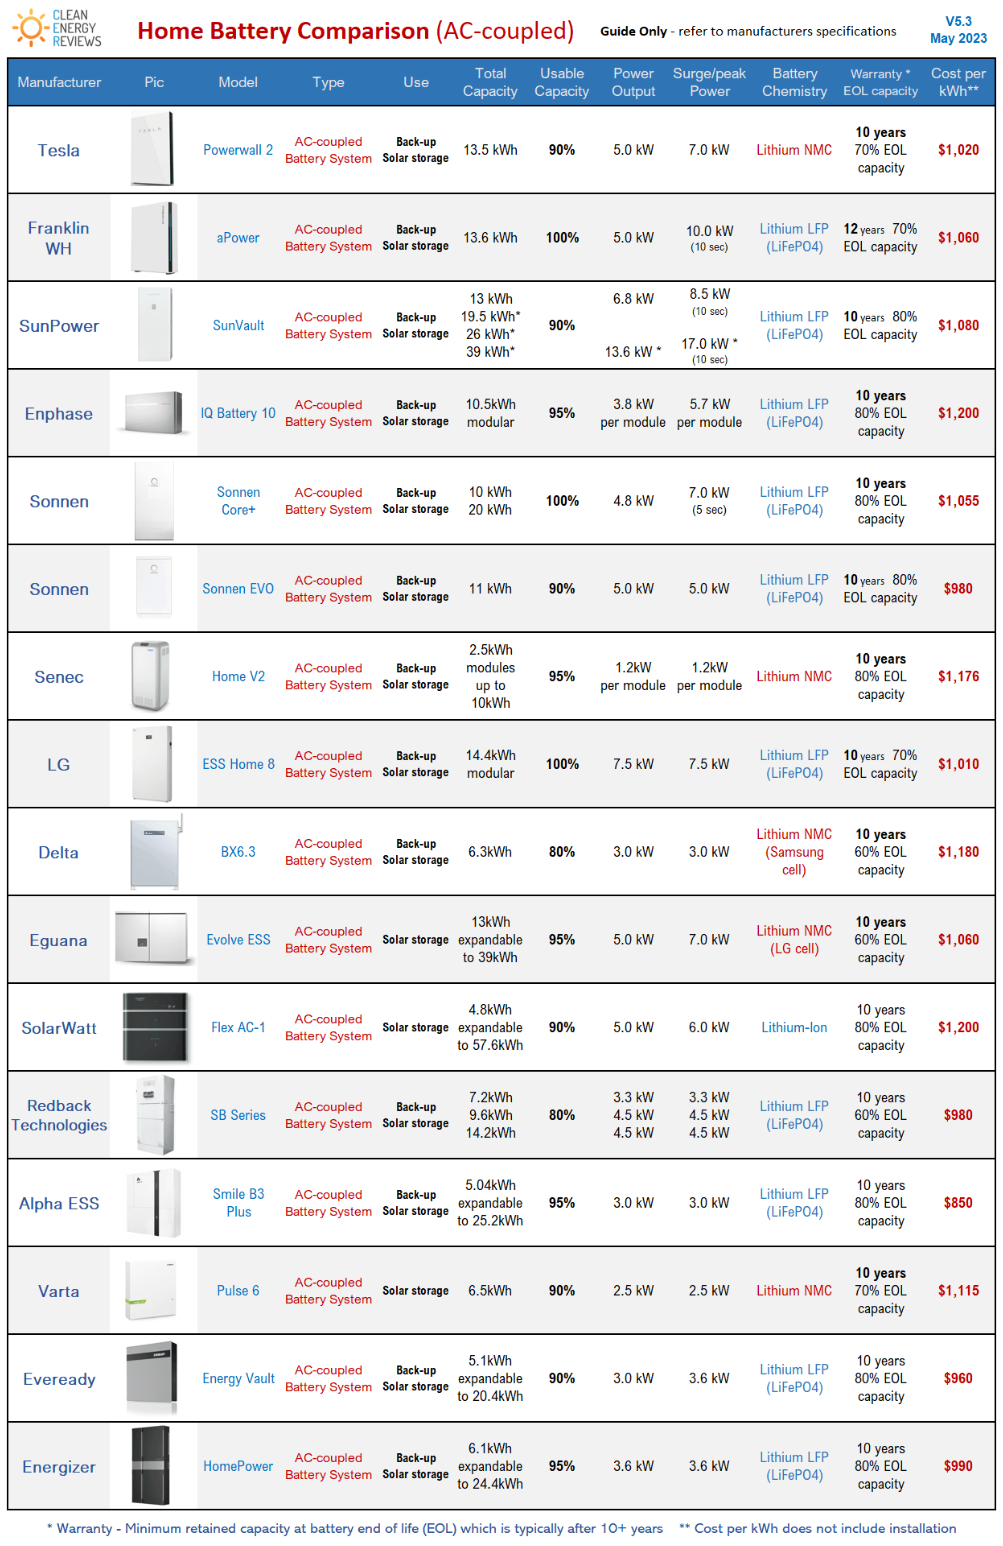 CLEAN
ENERGY
REVIEWS
Home Battery Comparison (AC-coupled)
Guide Only - refer to manufacturers specifications
V5.3
May 2023
Manufacturer Pic Model Type Use Total Capacity Usable Capacity Power Output Surge/peak Power Battery Chemistry Warranty * EOL capacity Cost per kWh**
Tesla Powerwall 2 AC-coupled Battery System Back-up Solar storage 13.5 kWh 90% 5.0 kW 7.0 kW Lithium NMC 10 years 70% EOL capacity $1,020
Franklin WH aPower AC-coupled Battery System Back-up Solar storage 13.6 kWh 100% 5.0 kW 10.0 kW (10 sec) Lithium LFP (LiFePO4) 12 years 70% EOL capacity $1,060
SunPower SunVault AC-coupled Battery System Back-up Solar storage 13 kWh 19.5 kWh* 26 kWh* 39 kWh* 90% 6.8 kW 13.6 kW * 8.5 kW (10 sec) 17.0 kW * (10 sec) Lithium LFP (LiFePO4) 10 years 80% EOL capacity $1,080
Enphase IQ Battery 10 AC-coupled Battery System Back-up Solar storage 10.5kWh modular 95% 3.8 kW per module 5.7 kW per module Lithium LFP (LiFePO4) 10 years 80% EOL capacity $1,200
Sonnen Sonnen Core+ AC-coupled Battery System Back-up Solar storage 10 kWh 20 kWh 100% 4.8 kW 7.0 kW (5 sec) Lithium LFP (LiFePO4) 10 years 80% EOL capacity $1,055
Sonnen Sonnen EVO AC-coupled Battery System Back-up Solar storage 11 kWh 90% 5.0 kW 5.0 kW Lithium LFP (LiFePO4) 10 years 80% EOL capacity $980
Senec Home V2 AC-coupled Battery System Back-up Solar storage 2.5kWh modules up to 10kWh 95% 1.2kW per module 1.2kW per module Lithium NMC 10 years 80% EOL capacity $1,176
LG ESS Home 8 AC-coupled Battery System Back-up Solar storage 14.4kWh modular 100% 7.5 kW 7.5 kW Lithium LFP (LiFePO4) 10 years 70% EOL capacity $1,010
Delta BX6.3 AC-coupled Battery System Back-up Solar storage 6.3kWh 80% 3.0 kW 3.0 kW Lithium NMC (Samsung cell) 10 years 60% EOL capacity $1,180
Eguana Evolve ESS AC-coupled Battery System Solar storage 13kWh expandable to 39kWh 95% 5.0 kW 7.0 kW Lithium NMC (LG cell) 10 years 60% EOL capacity $1,060
SolarWatt Flex AC-1 AC-coupled Battery System Solar storage 4.8kWh expandable to 57.6kWh 90% 5.0 kW 6.0 kW Lithium-Ion 10 years 80% EOL capacity $1,200
Redback Technologies SB Series AC-coupled Battery System Back-up Solar storage 7.2kWh 9.6kWh 14.2kWh 80% 3.3 kW 4.5 kW 4.5 kW 3.3 kW 4.5 kW 4.5 kW Lithium LFP (LiFePO4) 10 years 60% EOL capacity $980
Alpha ESS Smile B3 Plus AC-coupled Battery System Back-up Solar storage 5.04kWh expandable to 25.2kWh 95% 3.0 kW 3.0 kW Lithium LFP (LiFePO4) 10 years 80% EOL capacity $850
Varta Pulse 6 AC-coupled Battery System Solar storage 6.5kWh 90% 2.5 kW 2.5 kW Lithium NMC 10 years 70% EOL capacity $1,115
Eveready Energy Vault AC-coupled Battery System Back-up Solar storage 5.1kWh expandable to 20.4kWh 90% 3.0 kW 3.6 kW Lithium LFP (LiFePO4) 10 years 80% EOL capacity $960
Energizer HomePower AC-coupled Battery System Back-up Solar storage 6.1kWh expandable to 24.4kWh 95% 3.6 kW 3.6 kW Lithium LFP (LiFePO4) 10 years 80% EOL capacity $990
* Warranty - Minimum retained capacity at battery end of life (EOL) which is typically after 10+ years ** Cost per kWh does not include installation